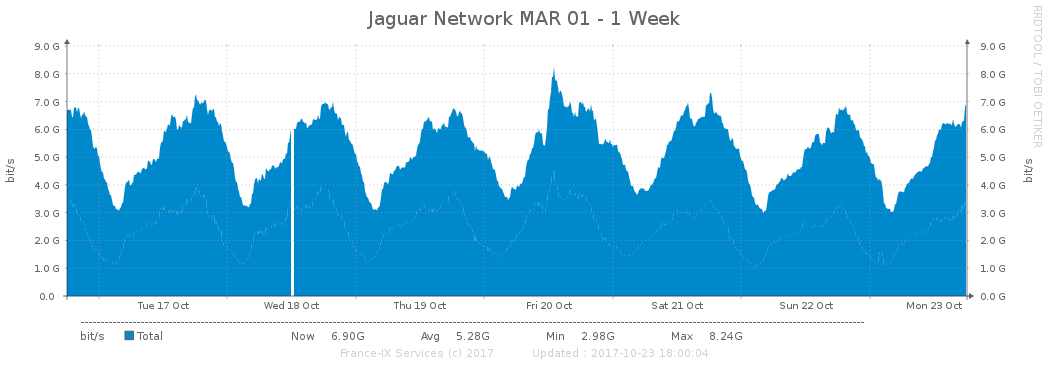 Jaguar Network MAR 01 - 1 Week
RRDTOOL / TOBI OETIKER
bit/s
9.0 G
8.0 G
7.0 G
6.0 G
5.0 G
4.0 G
3.0 G
2.0 G
1.0 G
0.0
9.0 G
8.0 G
7.0 G
6.0 G
5.0 G
4.0 G
3.0 G
2.0 G
1.0 G
0.0 G
bit/s
Tue 17 Oct Wed 18 Oct Thu 19 Oct Fri 20 Oct Sat 21 Oct Sun 22 Oct Mon 23 Oct
bit/s Total Now 6.90G Avg 5.28G Min 2.98G Max 8.24G
France-IX Services (c) 2017 Updated : 2017-10-23 18:00:04